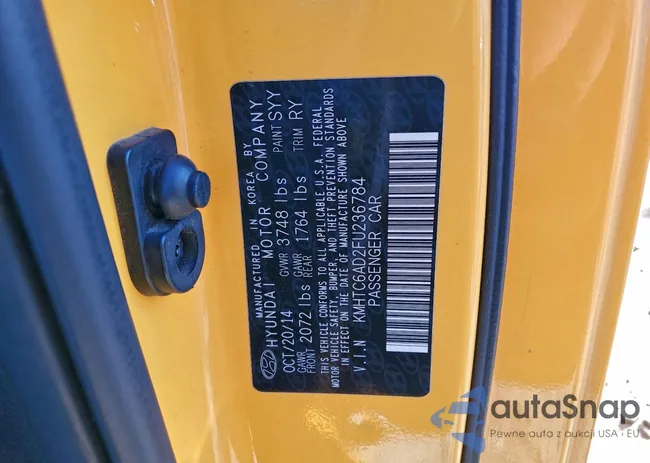 MANUFACTURED IN KOREA BY
HYUNDAI MOTOR COMPANY
OCT/20/14 GVWR 3748 lbs PAINT SYY
GAWR FRONT 2072 lbs GAWR REAR 1764 lbs TRIM RY
THIS VEHICLE CONFORMS TO ALL APPLICABLE U.S.A. FEDERAL
MOTOR VEHICLE SAFETY, BUMPER, AND THEFT PREVENTION STANDARDS
IN EFFECT ON THE DATE OF MANUFACTURE SHOWN ABOVE
V.I.N KMHTC6AD2FU236784
PASSENGER CAR
autaSnap
Pewne auta z aukcji USA i EU